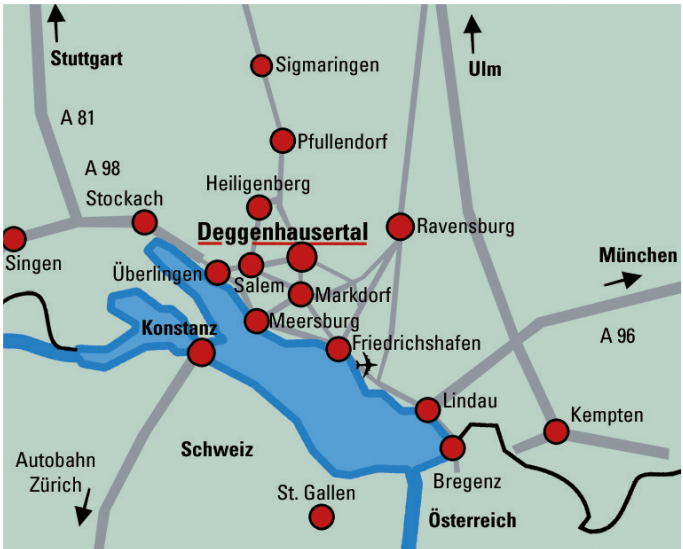 Stuttgart
Sigmaringen
Ulm
A 81
Pfullendorf
A 98
Heiligenberg
Stockach
Deggenhausertal
Ravensburg
Singen
München
Überlingen
Salem
Markdorf
Konstanz
Meersburg
A 96
Friedrichshafen
Lindau
Kempten
Schweiz
Autobahn
Zürich
Bregenz
St. Gallen
Österreich